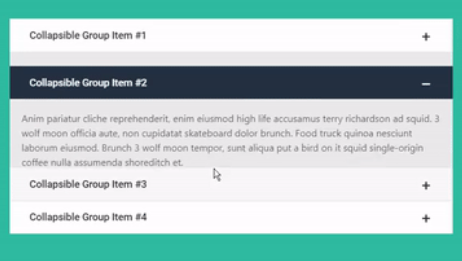 Collapsible Group Item #1 +
Collapsible Group Item #2 −
Anim pariatur cliche reprehenderit, enim eiusmod high life accusamus terry richardson ad squid. 3
wolf moon officia aute, non cupidatat skateboard dolor brunch. Food truck quinoa nesciunt
laborum eiusmod. Brunch 3 wolf moon tempor, sunt aliqua put a bird on it squid single-origin
coffee nulla assumenda shoreditch et.
Collapsible Group Item #3 +
Collapsible Group Item #4 +